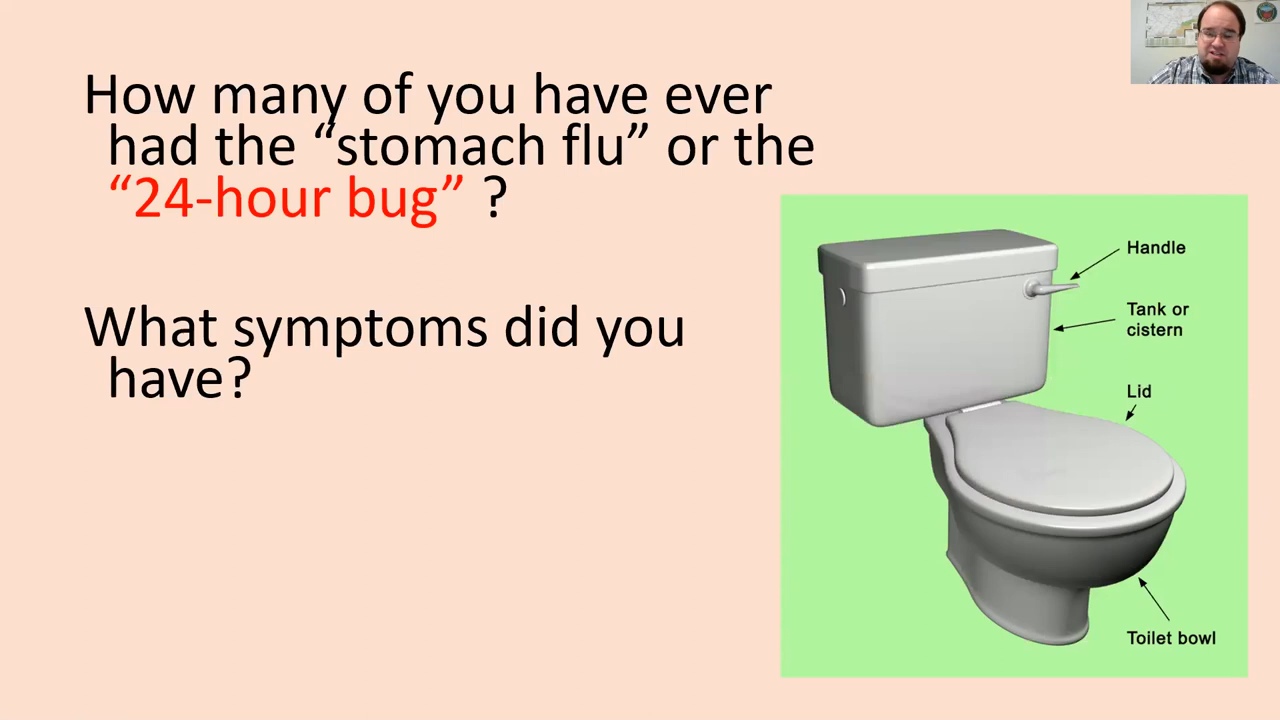 How many of you have ever
had the “stomach flu” or the
“24-hour bug” ?
What symptoms did you
have?
Handle
Tank or
cistern
Lid
Toilet bowl